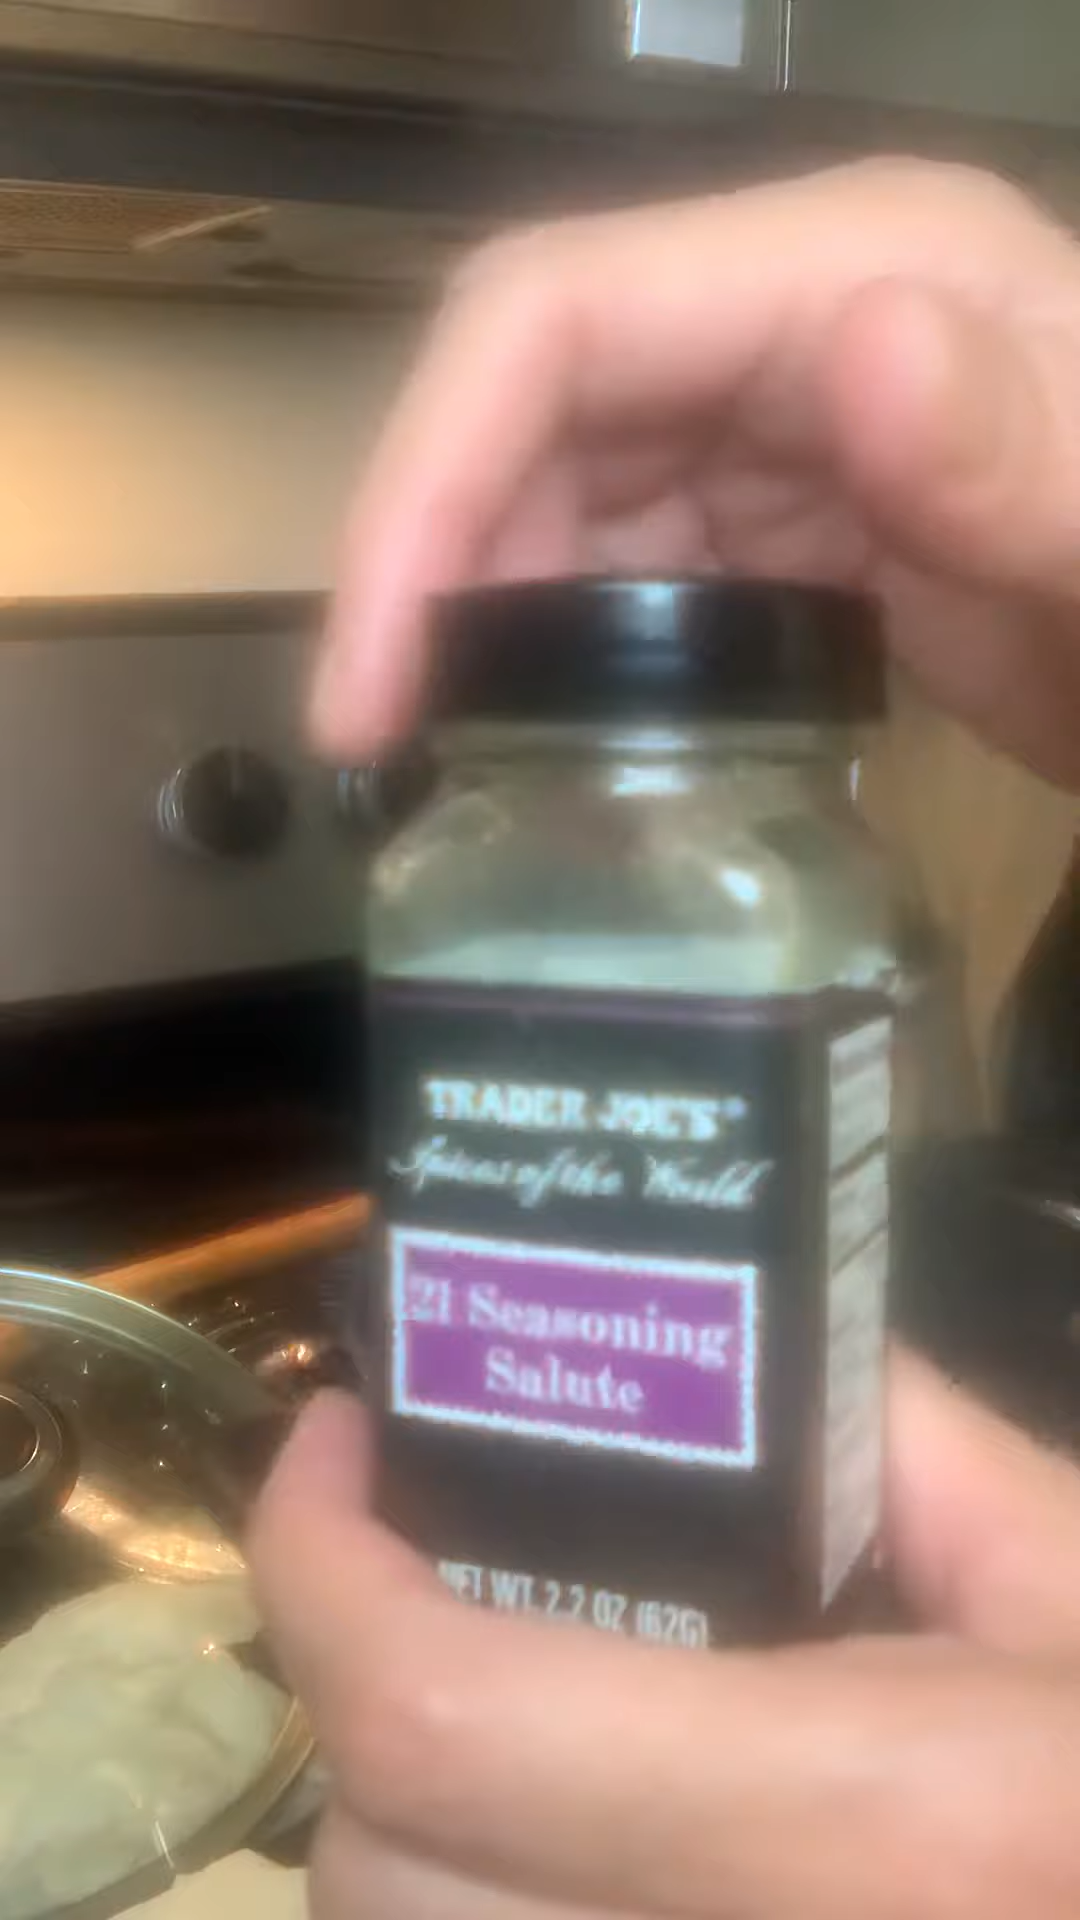 TRADER JOE'S®
Spices of the World
21 Seasoning
Salute
NET WT. 2.2 OZ (62G)